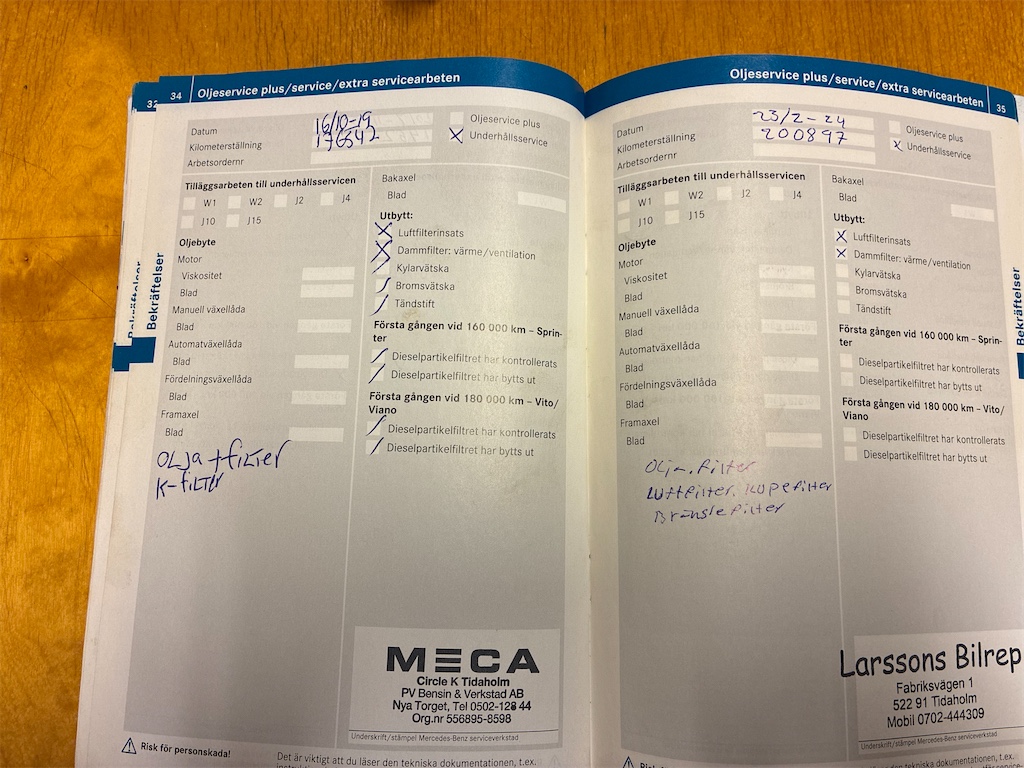 32
34 Oljeservice plus/service/extra servicearbeten
Datum 16/10-19
Kilometerställning 176542
Arbetsordernr
Oljeservice plus
X Underhållsservice
Tilläggsarbeten till underhållsservicen
W1 W2 J2 J4
J10 J15
Oljebyte
Motor
Viskositet
Blad
Manuell växellåda
Blad
Automatväxellåda
Blad
Fördelningsväxellåda
Blad
Framaxel
Blad
OLJa + filter
K-filter
Bakaxel
Blad
Utbytt:
X Luftfilterinsats
X Dammfilter: värme/ventilation
Kylarvätska
Bromsvätska
Tändstift
Första gången vid 160 000 km – Sprin-
ter
Dieselpartikelfiltret har kontrollerats
Dieselpartikelfiltret har bytts ut
Första gången vid 180 000 km – Vito/
Viano
Dieselpartikelfiltret har kontrollerats
Dieselpartikelfiltret har bytts ut
MECA
Circle K Tidaholm
PV Bensin & Verkstad AB
Nya Torget, Tel 0502-128 44
Org.nr 556895-8598
Underskrift/stämpel Mercedes-Benz serviceverkstad
Risk för personskada!
Det är viktigt att du läser den tekniska dokumentationen, t.ex.
Bekräftelser
Bekräftelser
Oljeservice plus/service/extra servicearbeten 35
Datum 23/2-24
Kilometerställning 200897
Arbetsordernr
Oljeservice plus
X Underhållsservice
Tilläggsarbeten till underhållsservicen
W1 W2 J2 J4
J10 J15
Oljebyte
Motor
Viskositet
Blad
Manuell växellåda
Blad
Automatväxellåda
Blad
Fördelningsväxellåda
Blad
Framaxel
Blad
Olja. filter
Luftfilter. Kupefilter
Bränslefilter
Bakaxel
Blad
Utbytt:
X Luftfilterinsats
X Dammfilter: värme/ventilation
Kylarvätska
Bromsvätska
Tändstift
Första gången vid 160 000 km – Sprin-
ter
Dieselpartikelfiltret har kontrollerats
Dieselpartikelfiltret har bytts ut
Första gången vid 180 000 km – Vito/
Viano
Dieselpartikelfiltret har kontrollerats
Dieselpartikelfiltret har bytts ut
Larssons Bilrep
Fabriksvägen 1
522 91 Tidaholm
Mobil 0702-444309
Underskrift/stämpel Mercedes-Benz serviceverkstad
den tekniska dokumentationen, t.ex.
Bekräftelser